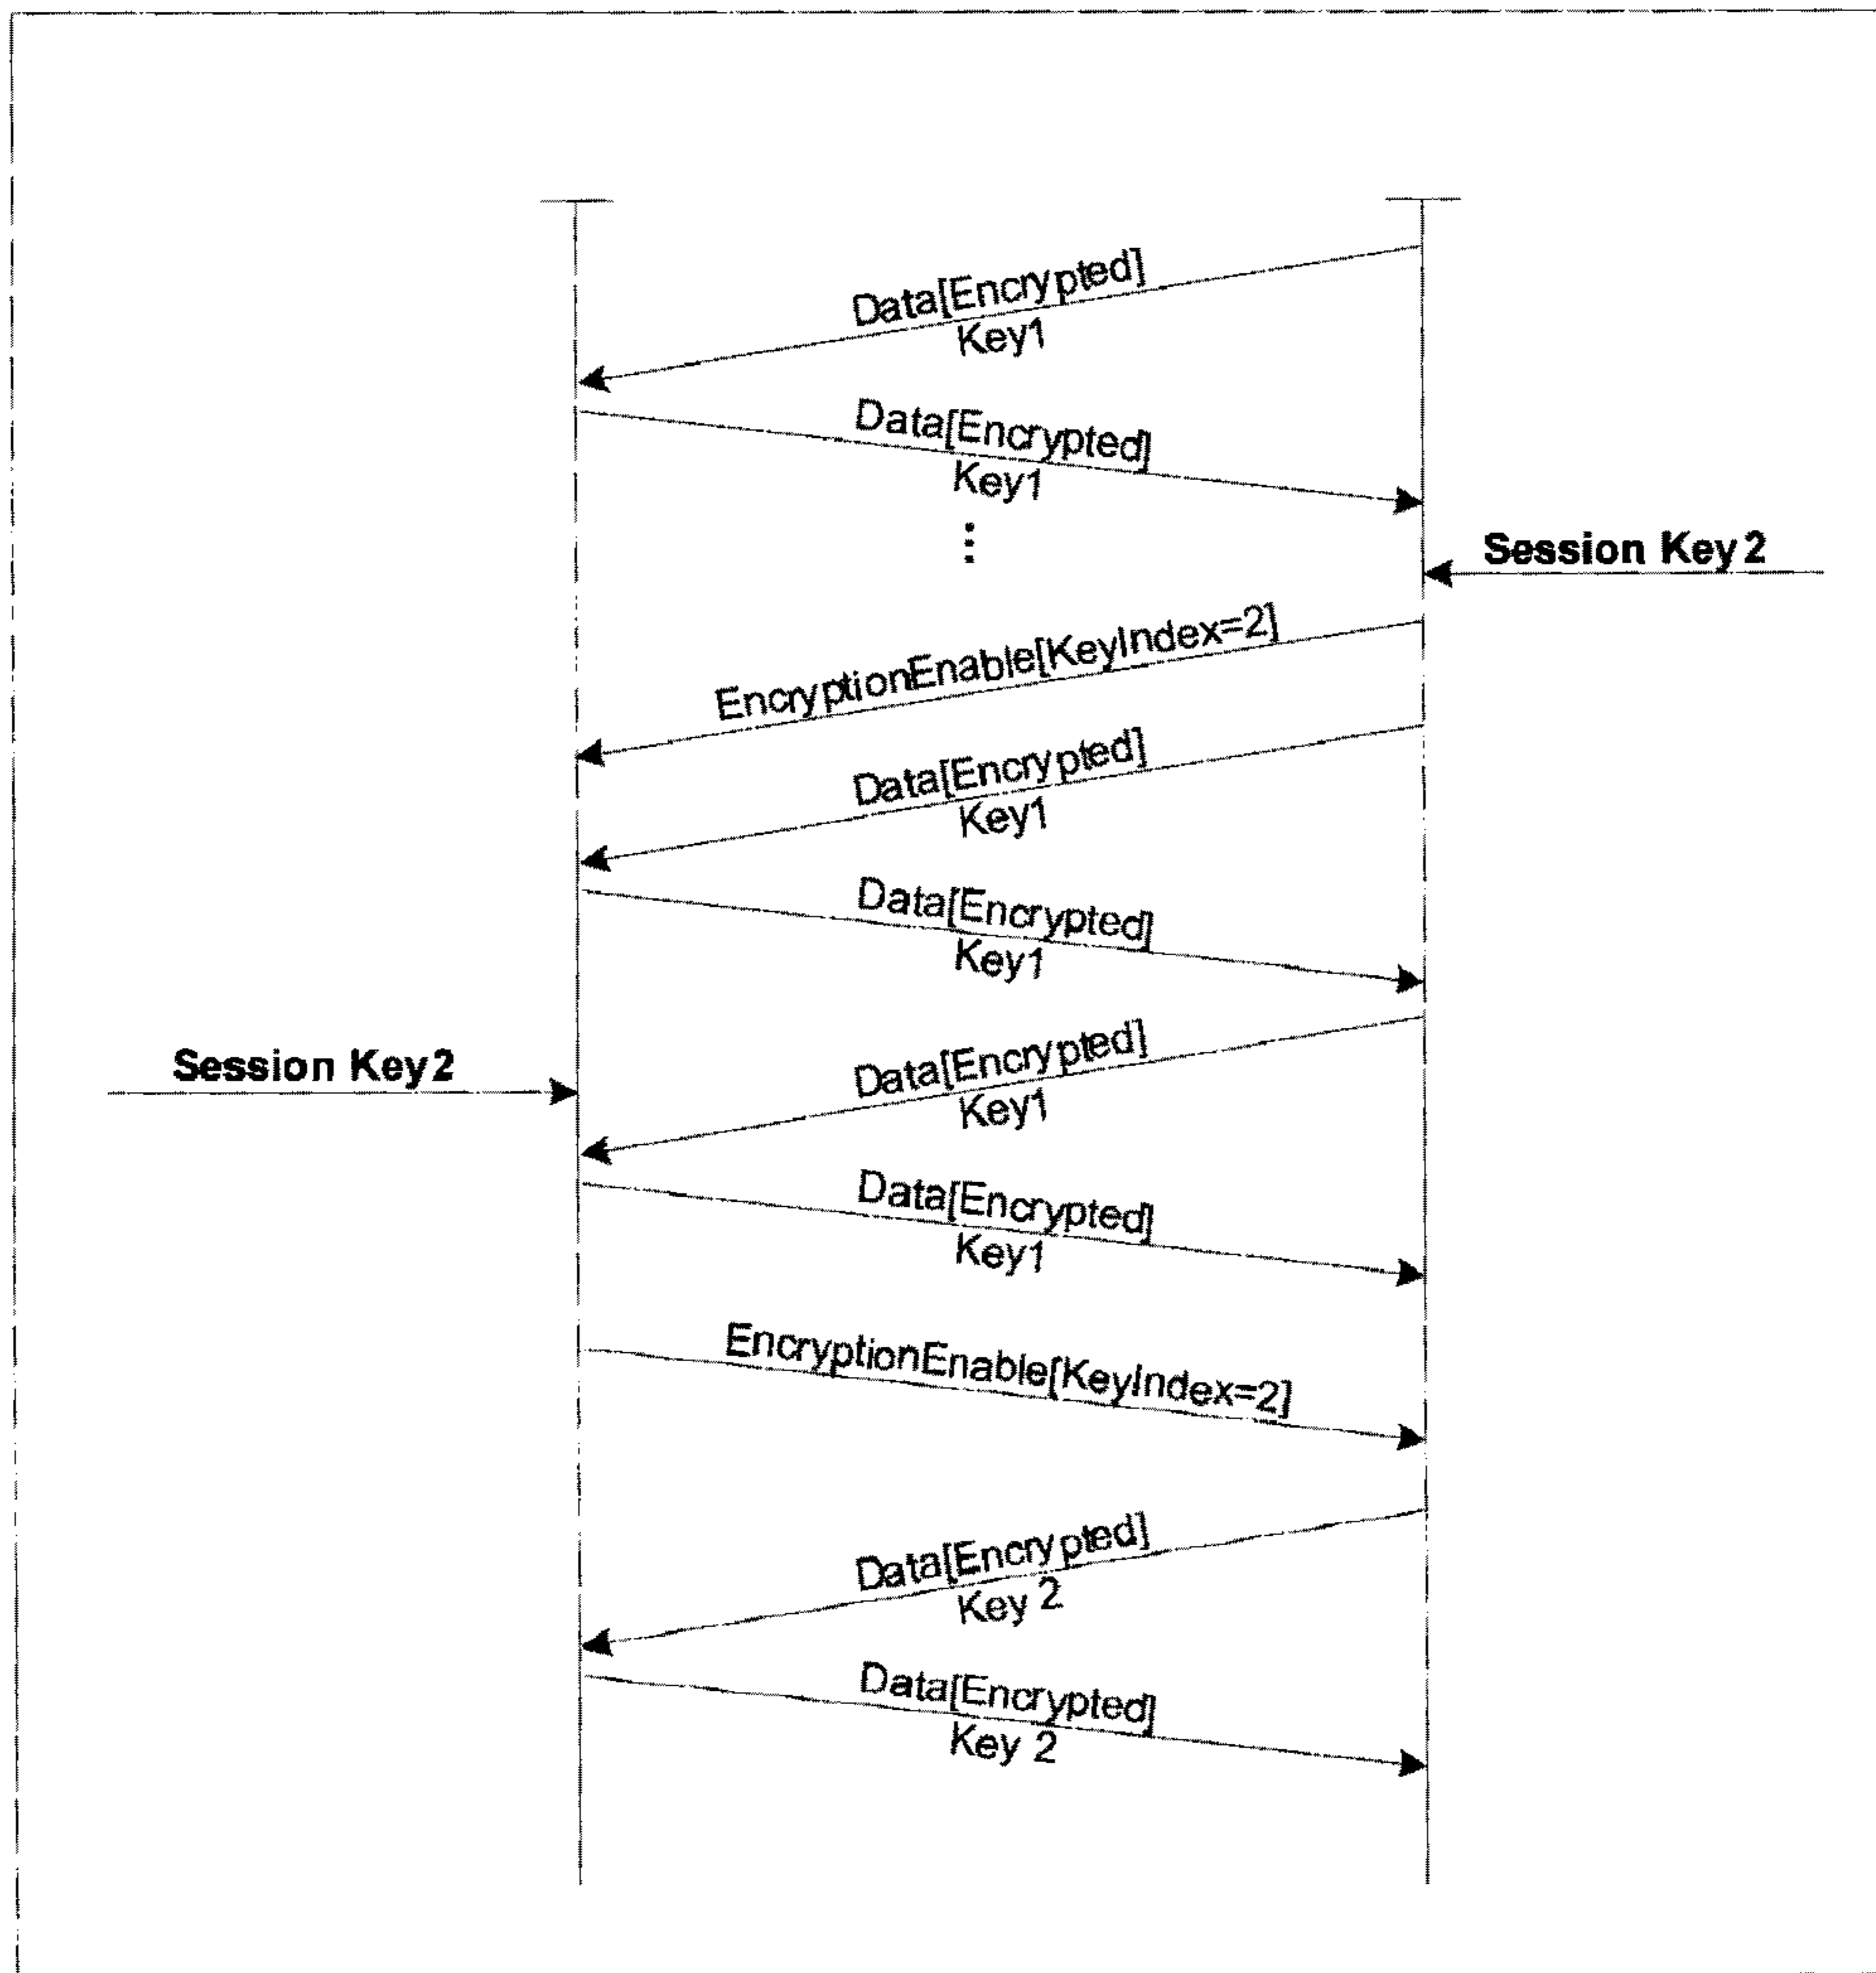 Data[Encrypted]
Key1
Data[Encrypted]
Key1
Session Key2
EncryptionEnable[KeyIndex=2]
Data[Encrypted]
Key1
Data[Encrypted]
Key1
Session Key2
Data[Encrypted]
Key1
Data[Encrypted]
Key1
EncryptionEnable[KeyIndex=2]
Data[Encrypted]
Key 2
Data[Encrypted]
Key 2